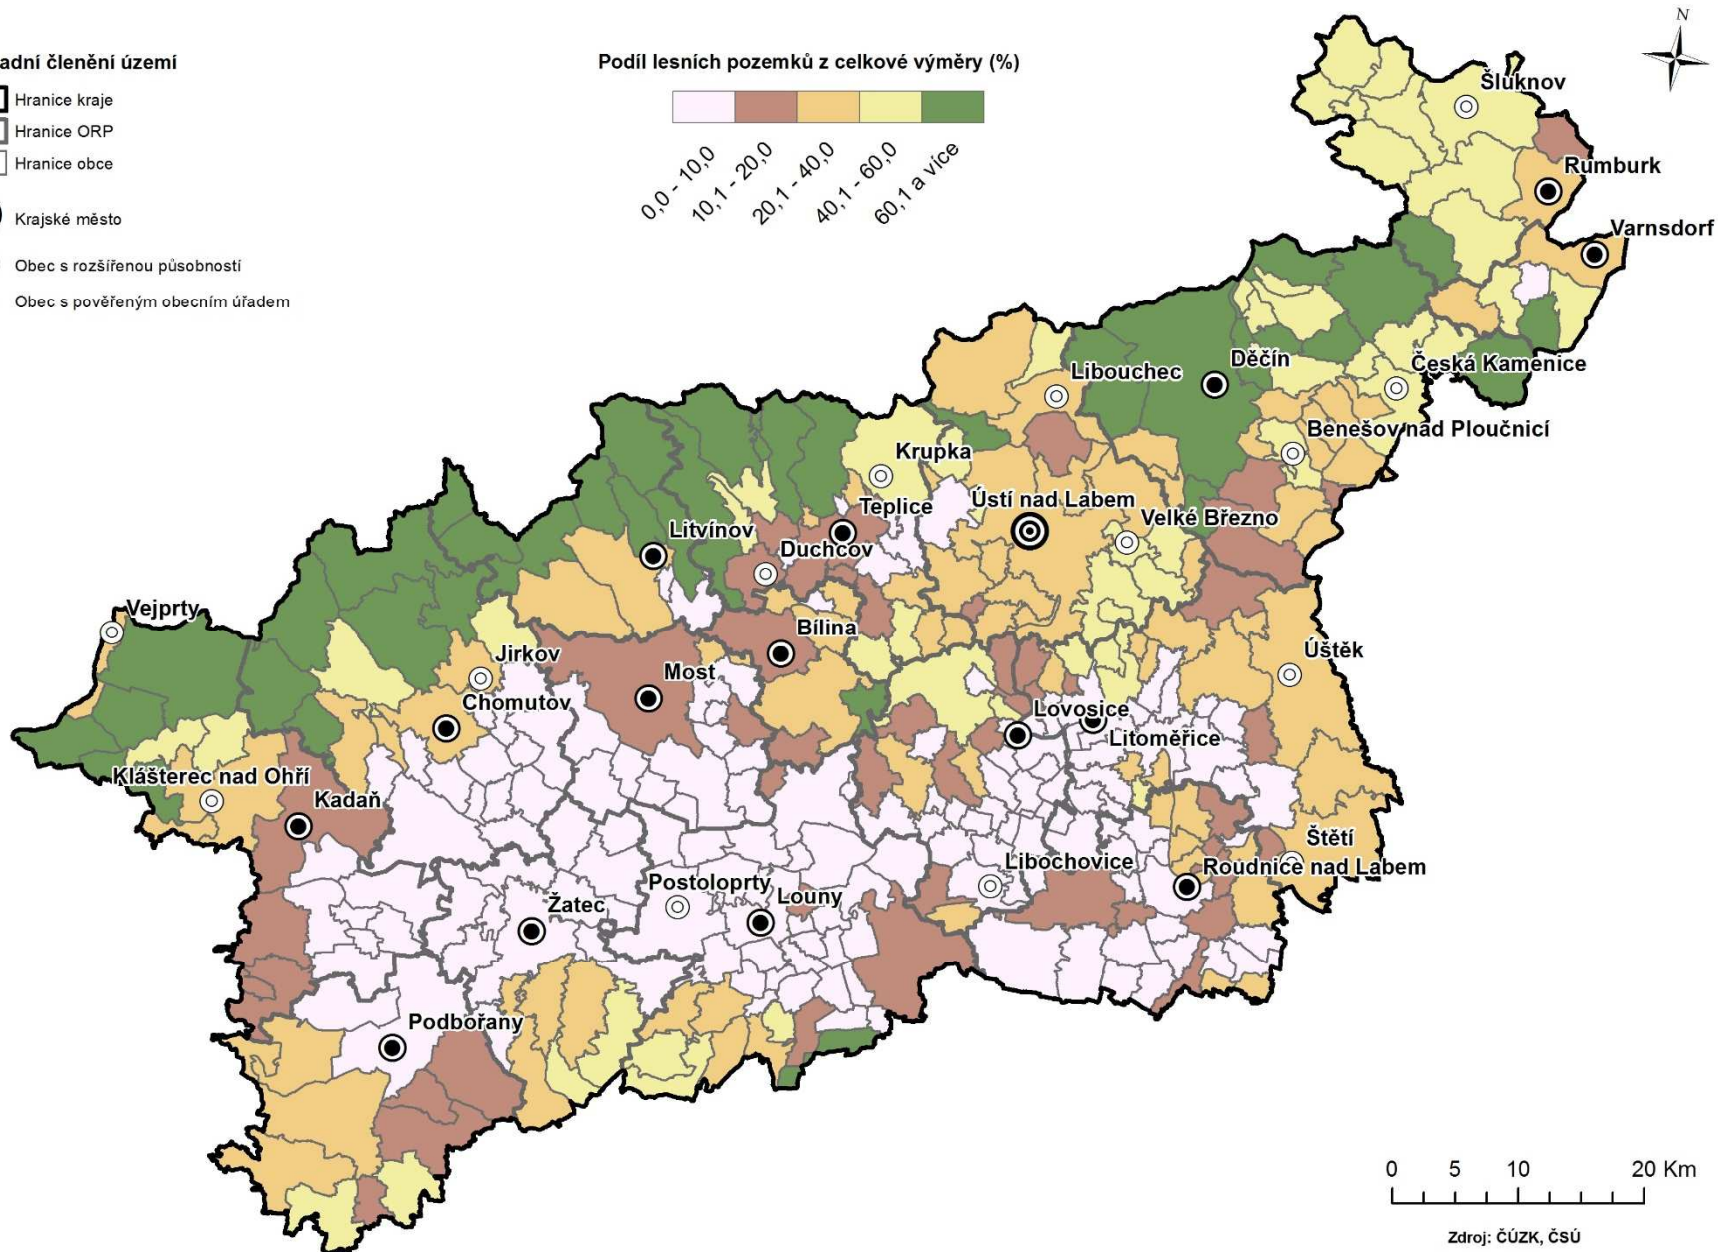 adní členění území
Hranice kraje
Hranice ORP
Hranice obce
Krajské město
Obec s rozšířenou působností
Obec s pověřeným obecním úřadem
Podíl lesních pozemků z celkové výměry (%)
0,0 - 10,0
10,1 - 20,0
20,1 - 40,0
40,1 - 60,0
60,1 a více
N
Šluknov
Rumburk
Varnsdorf
Děčín
Česká Kamenice
Libouchec
Benešov nad Ploučnicí
Krupka
Teplice
Ústí nad Labem
Velké Březno
Litvínov
Duchcov
Vejprty
Bílina
Jirkov
Most
Úštěk
Chomutov
Lovosice
Litoměřice
Klášterec nad Ohří
Kadaň
Štětí
Libochovice
Roudnice nad Labem
Postoloprty
Louny
Žatec
Podbořany
0 5 10 20 Km
Zdroj: ČÚZK, ČSÚ